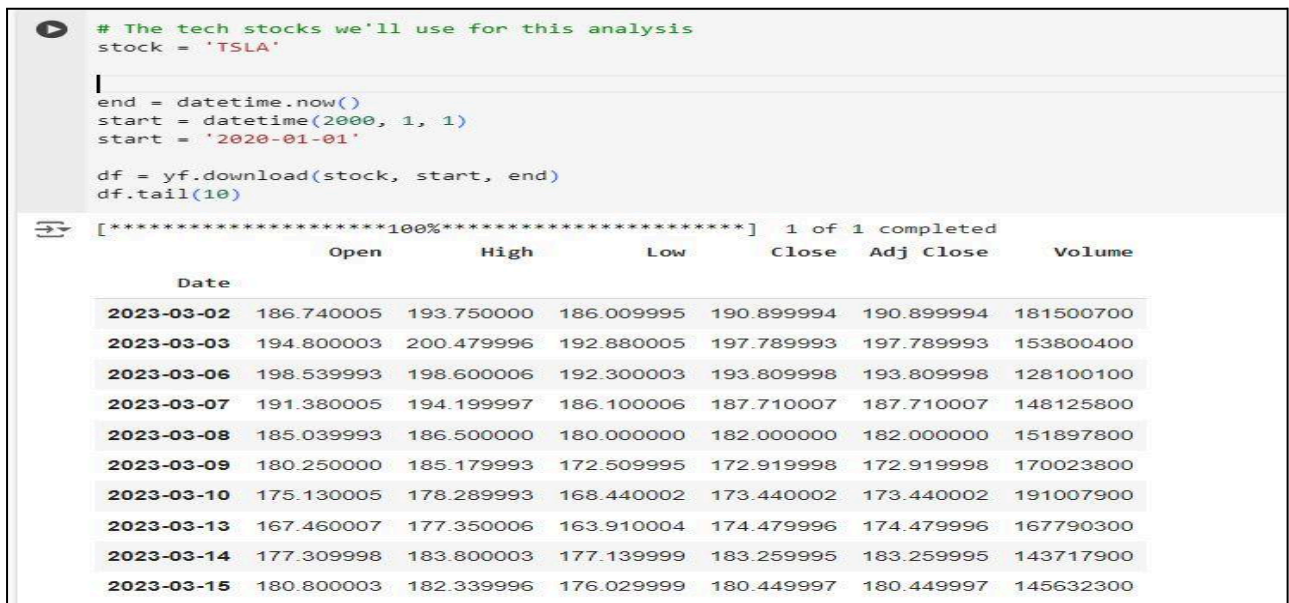 # The tech stocks we'll use for this analysis
stock = 'TSLA'
end = datetime.now()
start = datetime(2000, 1, 1)
start = '2020-01-01'
df = yf.download(stock, start, end)
df.tail(10)
[*********************100%***********************] 1 of 1 completed
Open High Low Close Adj Close Volume
Date
2023-03-02 186.740005 193.750000 186.009995 190.899994 190.899994 181500700
2023-03-03 194.800003 200.479996 192.880005 197.789993 197.789993 153800400
2023-03-06 198.539993 198.600006 192.300003 193.809998 193.809998 128100100
2023-03-07 191.380005 194.199997 186.100006 187.710007 187.710007 148125800
2023-03-08 185.039993 186.500000 180.000000 182.000000 182.000000 151897800
2023-03-09 180.250000 185.179993 172.509995 172.919998 172.919998 170023800
2023-03-10 175.130005 178.289993 168.440002 173.440002 173.440002 191007900
2023-03-13 167.460007 177.350006 163.910004 174.479996 174.479996 167790300
2023-03-14 177.309998 183.800003 177.139999 183.259995 183.259995 143717900
2023-03-15 180.800003 182.339996 176.029999 180.449997 180.449997 145632300